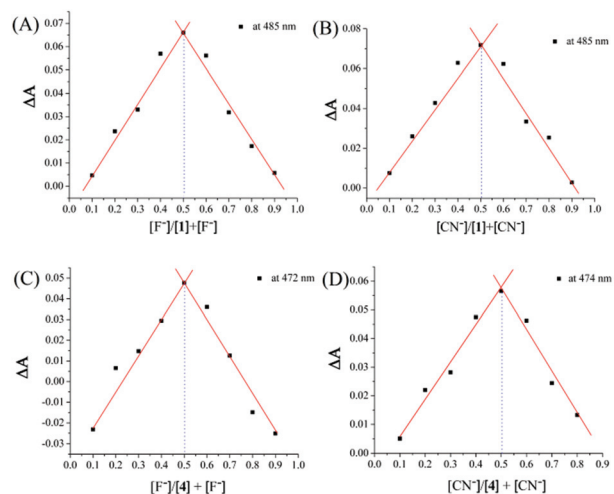 (A)
0.07
0.06
0.05
0.04
0.03
0.02
0.01
0.00
ΔA
at 485 nm
0.0 0.1 0.2 0.3 0.4 0.5 0.6 0.7 0.8 0.9 1.0
[F⁻]/[1]+[F⁻]
(B)
0.08
0.06
0.04
0.02
0.00
ΔA
at 485 nm
0.0 0.1 0.2 0.3 0.4 0.5 0.6 0.7 0.8 0.9 1.0
[CN⁻]/[1]+[CN⁻]
(C)
0.05
0.04
0.03
0.02
0.01
0.00
-0.01
-0.02
-0.03
ΔA
at 472 nm
0.0 0.1 0.2 0.3 0.4 0.5 0.6 0.7 0.8 0.9 1.0
[F⁻]/[4] + [F⁻]
(D)
0.06
0.05
0.04
0.03
0.02
0.01
0.00
ΔA
at 474 nm
0.0 0.1 0.2 0.3 0.4 0.5 0.6 0.7 0.8 0.9
[CN⁻]/[4] + [CN⁻]